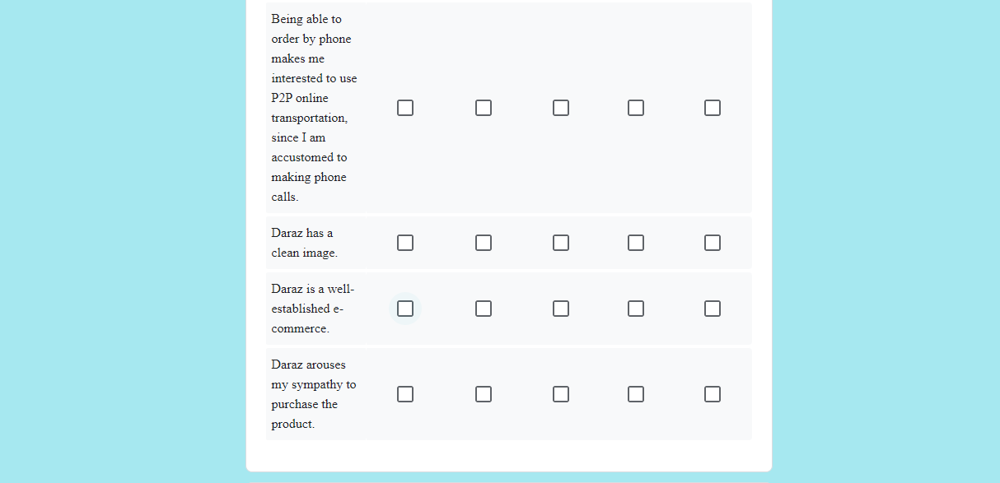 Being able to
order by phone
makes me
interested to use
P2P online
transportation,
since I am
accustomed to
making phone
calls.
Daraz has a
clean image.
Daraz is a well-
established e-
commerce.
Daraz arouses
my sympathy to
purchase the
product.